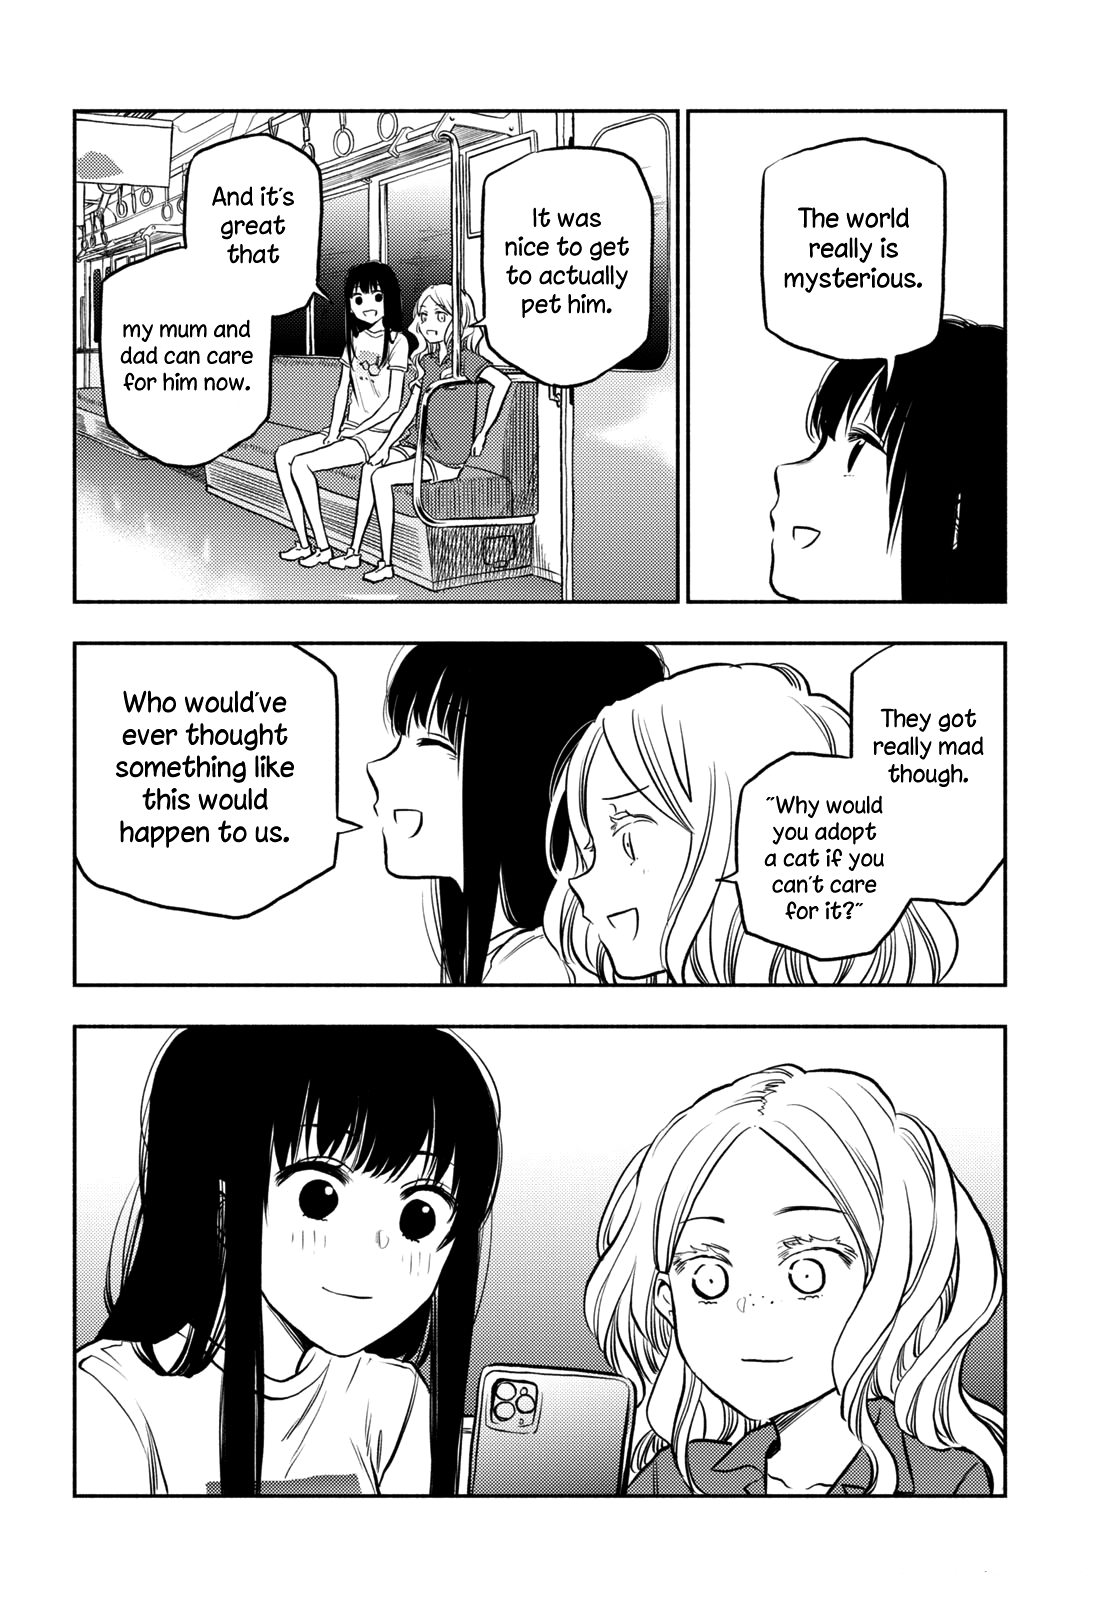 The world
really is
mysterious.
It was
nice to get
to actually
pet him.
And it's
great
that
my mum and
dad can care
for him now.
They got
really mad
though.
"Why would
you adopt
a cat if you
can't care
for it?"
Who would've
ever thought
something like
this would
happen to us.